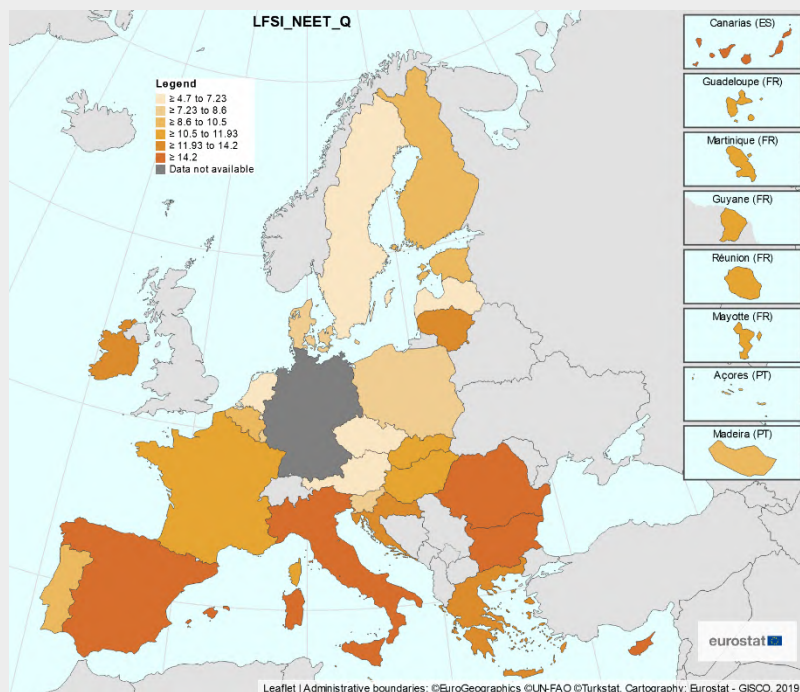 LFSI_NEET_Q
Legend
≥ 4.7 to 7.23
≥ 7.23 to 8.6
≥ 8.6 to 10.5
≥ 10.5 to 11.93
≥ 11.93 to 14.2
≥ 14.2
Data not available
Canarias (ES)
Guadeloupe (FR)
Martinique (FR)
Guyane (FR)
Réunion (FR)
Mayotte (FR)
Açores (PT)
Madeira (PT)
eurostat
Leaflet | Administrative boundaries: ©EuroGeographics ©UN-FAO ©Turkstat, Cartography: Eurostat - GISCO, 2019